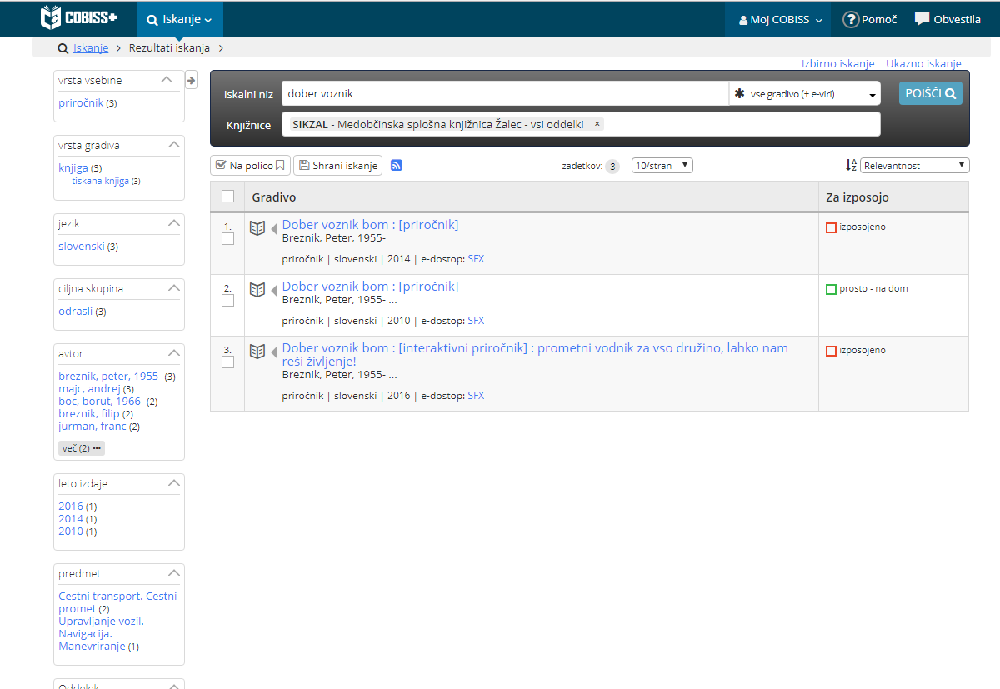 COBISS+
Iskanje
Moj COBISS
Pomoč
Obvestila
Iskanje > Rezultati iskanja >
Izbirno iskanje
Ukazno iskanje
vrsta vsebine
priročnik (3)
vrsta gradiva
knjiga (3)
tiskana knjiga (3)
jezik
slovenski (3)
ciljna skupina
odrasli (3)
avtor
breznik, peter, 1955- (3)
majc, andrej (3)
boc, borut, 1966- (2)
breznik, filip (2)
jurman, franc (2)
več (2) •••
leto izdaje
2016 (1)
2014 (1)
2010 (1)
predmet
Cestni transport. Cestni
promet (2)
Upravljanje vozil.
Navigacija.
Manevriranje (1)
Oddelek
Iskalni niz
dober voznik
vse gradivo (+ e-viri)
POIŠČI
Knjižnice
SIKZAL - Medobčinska splošna knjižnica Žalec - vsi oddelki ×
Na polico
Shrani iskanje
zadetkov: 3
10/stran
Relevantnost
Gradivo
Za izposojo
1.
Dober voznik bom : [priročnik]
Breznik, Peter, 1955-
priročnik | slovenski | 2014 | e-dostop: SFX
izposojeno
2.
Dober voznik bom : [priročnik]
Breznik, Peter, 1955- ...
priročnik | slovenski | 2010 | e-dostop: SFX
prosto - na dom
3.
Dober voznik bom : [interaktivni priročnik] : prometni vodnik za vso družino, lahko nam
reši življenje!
Breznik, Peter, 1955- ...
priročnik | slovenski | 2016 | e-dostop: SFX
izposojeno